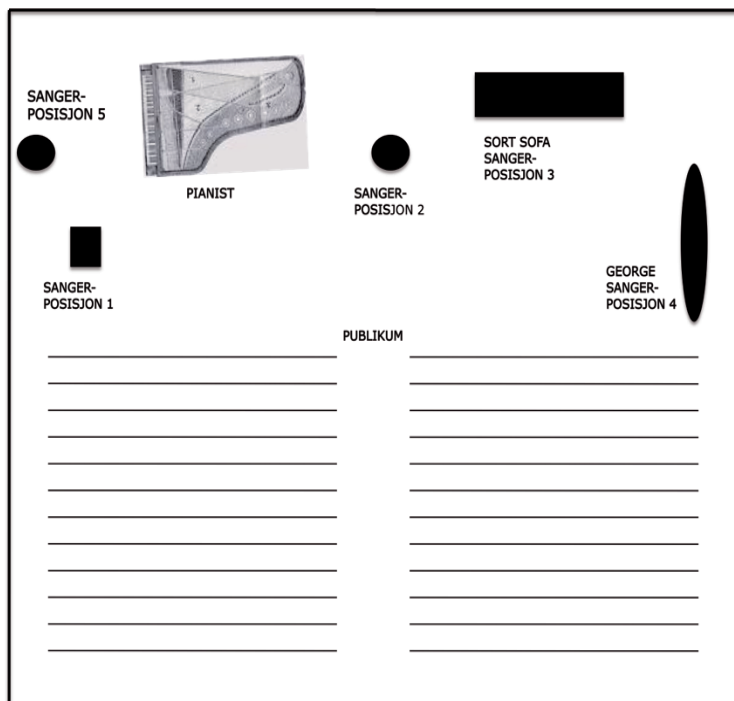 SANGER-
POSISJON 5
PIANIST
SANGER-
POSISJON 2
SORT SOFA
SANGER-
POSISJON 3
SANGER-
POSISJON 1
GEORGE
SANGER-
POSISJON 4
PUBLIKUM